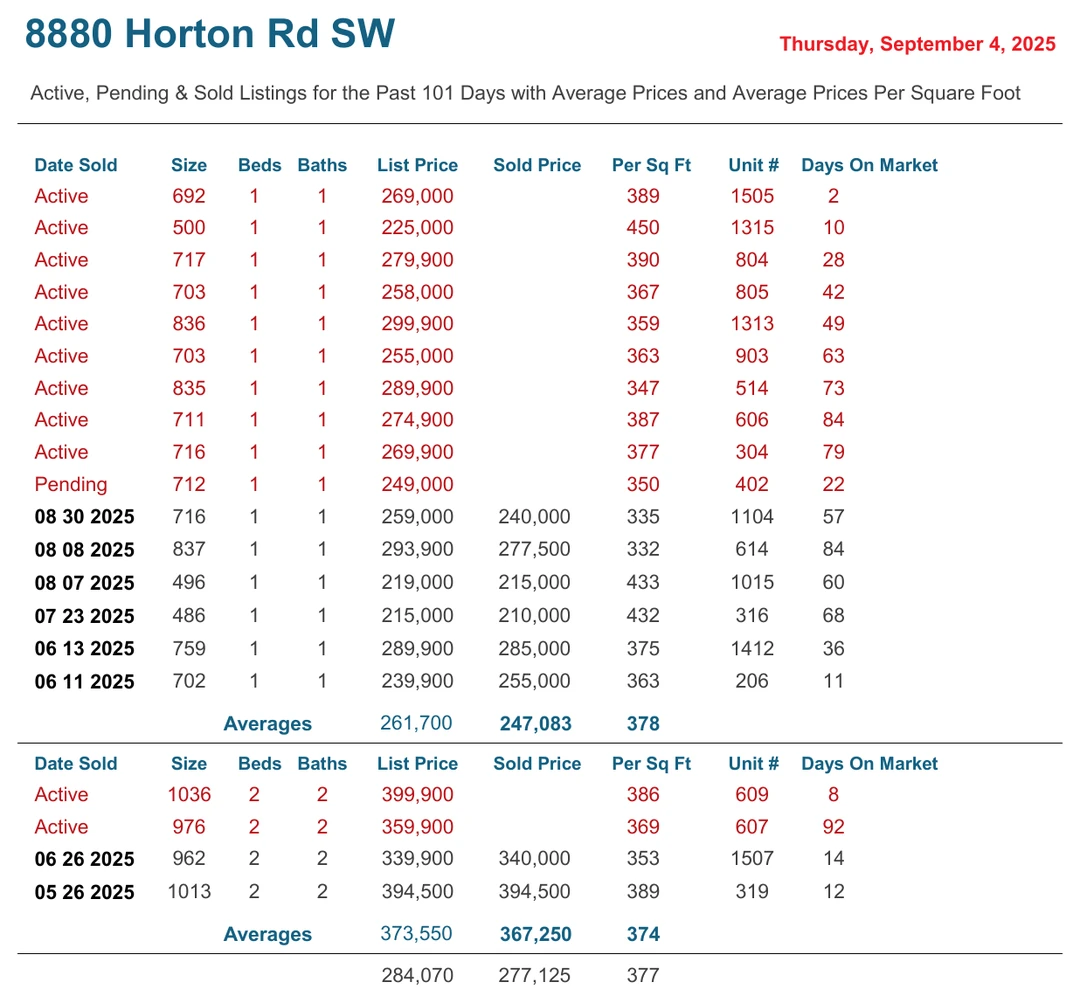 8880 Horton Rd SW
Thursday, September 4, 2025
Active, Pending & Sold Listings for the Past 101 Days with Average Prices and Average Prices Per Square Foot
Date Sold Size Beds Baths List Price Sold Price Per Sq Ft Unit # Days On Market
Active 692 1 1 269,000 389 1505 2
Active 500 1 1 225,000 450 1315 10
Active 717 1 1 279,900 390 804 28
Active 703 1 1 258,000 367 805 42
Active 836 1 1 299,900 359 1313 49
Active 703 1 1 255,000 363 903 63
Active 835 1 1 289,900 347 514 73
Active 711 1 1 274,900 387 606 84
Active 716 1 1 269,900 377 304 79
Pending 712 1 1 249,000 350 402 22
08 30 2025 716 1 1 259,000 240,000 335 1104 57
08 08 2025 837 1 1 293,900 277,500 332 614 84
08 07 2025 496 1 1 219,000 215,000 433 1015 60
07 23 2025 486 1 1 215,000 210,000 432 316 68
06 13 2025 759 1 1 289,900 285,000 375 1412 36
06 11 2025 702 1 1 239,900 255,000 363 206 11
Averages 261,700 247,083 378
Date Sold Size Beds Baths List Price Sold Price Per Sq Ft Unit # Days On Market
Active 1036 2 2 399,900 386 609 8
Active 976 2 2 359,900 369 607 92
06 26 2025 962 2 2 339,900 340,000 353 1507 14
05 26 2025 1013 2 2 394,500 394,500 389 319 12
Averages 373,550 367,250 374
284,070 277,125 377